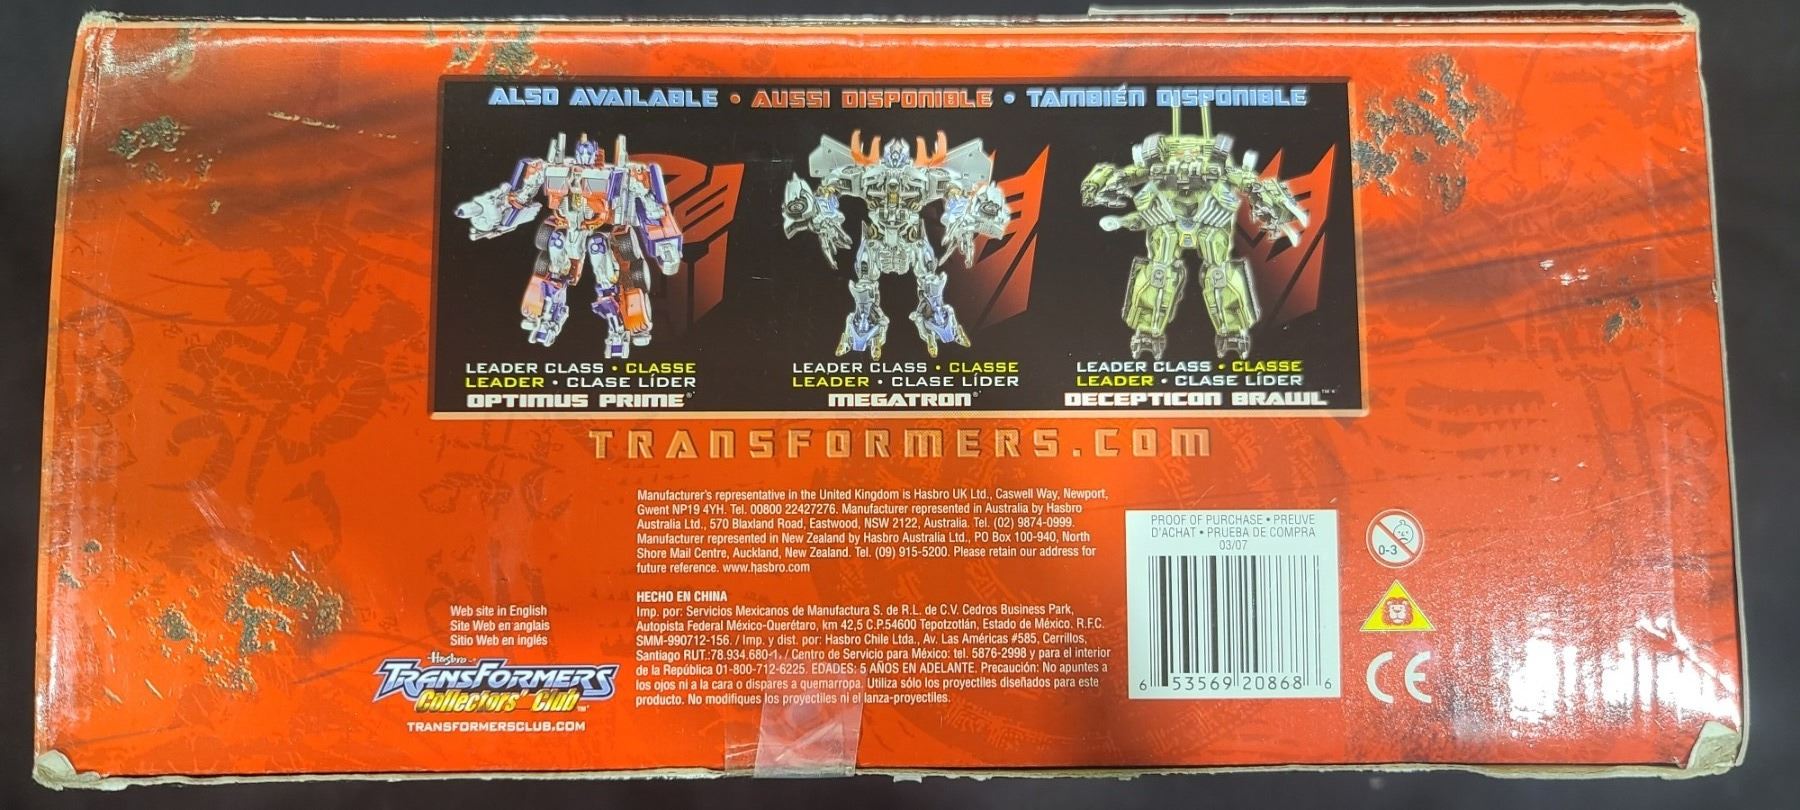 ALSO AVAILABLE • AUSSI DISPONIBLE • TAMBIÉN DISPONIBLE
LEADER CLASS • CLASSE
LEADER • CLASE LÍDER
OPTIMUS PRIME®
LEADER CLASS • CLASSE
LEADER • CLASE LÍDER
MEGATRON®
LEADER CLASS • CLASSE
LEADER • CLASE LÍDER
DECEPTICON BRAWL™*
TRANSFORMERS.COM
Manufacturer's representative in the United Kingdom is Hasbro UK Ltd., Caswell Way, Newport,
Gwent NP19 4YH. Tel. 00800 22427276. Manufacturer represented in Australia by Hasbro
Australia Ltd., 570 Blaxland Road, Eastwood, NSW 2122, Australia. Tel. (02) 9874-0999.
Manufacturer represented in New Zealand by Hasbro Australia Ltd., PO Box 100-940, North
Shore Mail Centre, Auckland, New Zealand. Tel. (09) 915-5200. Please retain our address for
future reference. www.hasbro.com
HECHO EN CHINA
Imp. por: Servicios Mexicanos de Manufactura S. de R.L. de C.V. Cedros Business Park,
Autopista Federal México-Querétaro, km 42,5 C.P.54600 Tepotzotlán, Estado de México. R.F.C.
SMM-990712-156. / Imp. y dist. por: Hasbro Chile Ltda., Av. Las Américas #585, Cerrillos,
Santiago RUT.:78.934.680-1. / Centro de Servicio para México: tel. 5876-2998 y para el interior
de la República 01-800-712-6225. EDADES: 5 AÑOS EN ADELANTE. Precaución: No apuntes a
los ojos ni a la cara o dispares a quemarropa. Utiliza sólo los proyectiles diseñados para este
producto. No modifiques los proyectiles ni el lanza-proyectiles.
Web site in English
Site Web en anglais
Sitio Web en inglés
Hasbro
TRANSFORMERS
Collectors' Club™
TRANSFORMERSCLUB.COM
PROOF OF PURCHASE • PREUVE
D'ACHAT • PRUEBA DE COMPRA
03/07
6 53569 20868 6
0-3
CE